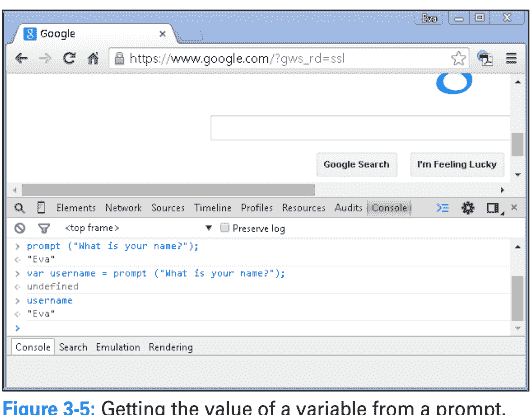 Eva
8 Google ×
https://www.google.com/?gws_rd=ssl
Google Search I'm Feeling Lucky
Elements Network Sources Timeline Profiles Resources Audits Console
<top frame> ▼ Preserve log
> prompt ("What is your name?");
< "Eva"
> var username = prompt ("What is your name?");
< undefined
> username
< "Eva"
>
Console Search Emulation Rendering
Figure 3-5: Getting the value of a variable from a prompt.